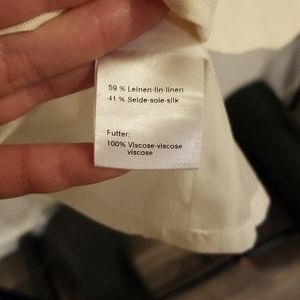 59 % Leinen-lin-linen
41 % Seide-soie-silk
Futter:
100% Viscose-viscose
viscose